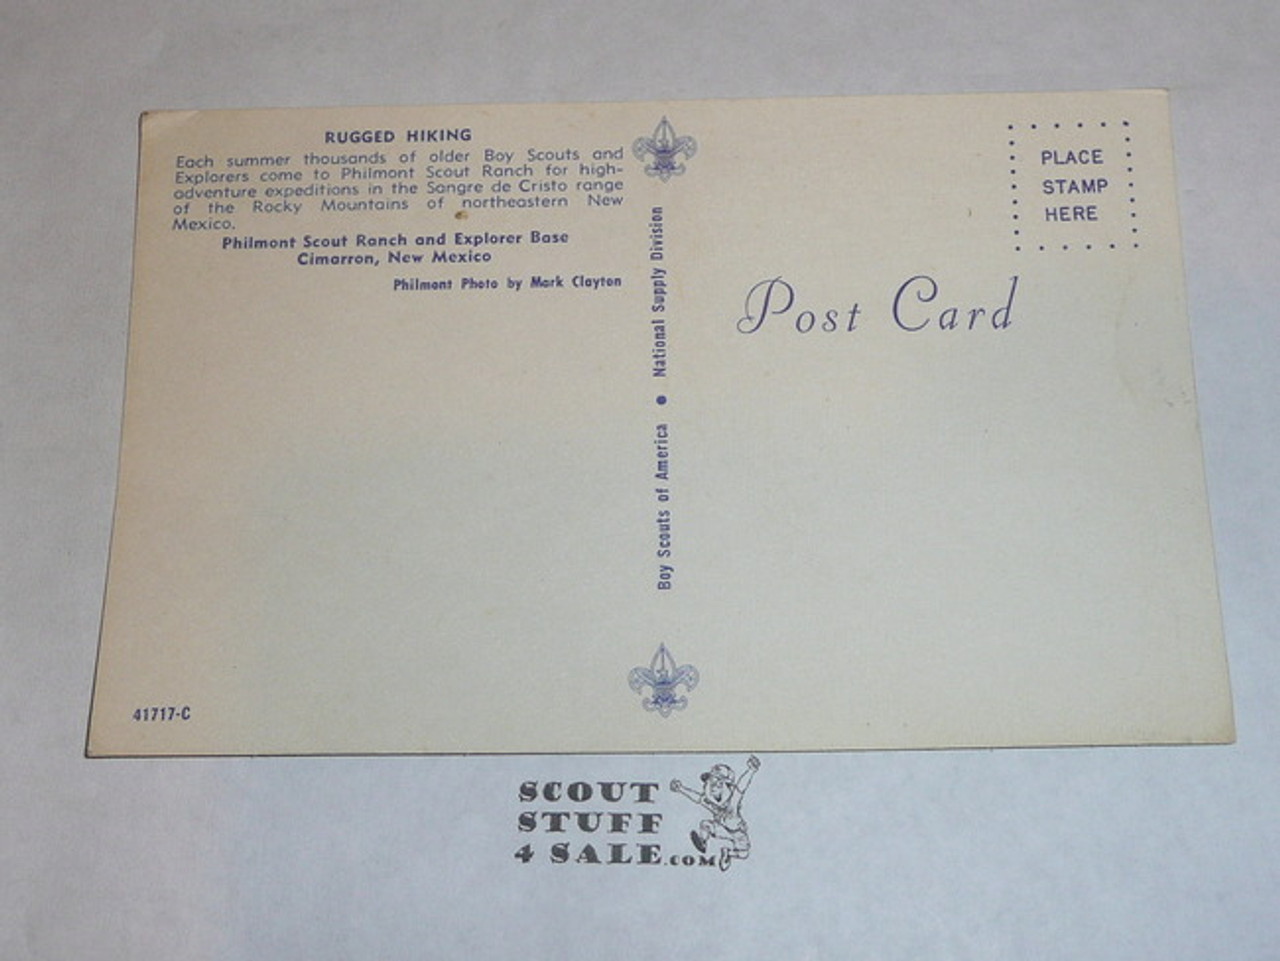 RUGGED HIKING
Each summer thousands of older Boy Scouts and
Explorers come to Philmont Scout Ranch for high-
adventure expeditions in the Sangre de Cristo range
of the Rocky Mountains of northeastern New
Mexico.
Philmont Scout Ranch and Explorer Base
Cimarron, New Mexico
Philmont Photo by Mark Clayton
41717-C
Boy Scouts of America ● National Supply Division
PLACE
STAMP
HERE
Post Card
SCOUT
STUFF
4 SALE.COM